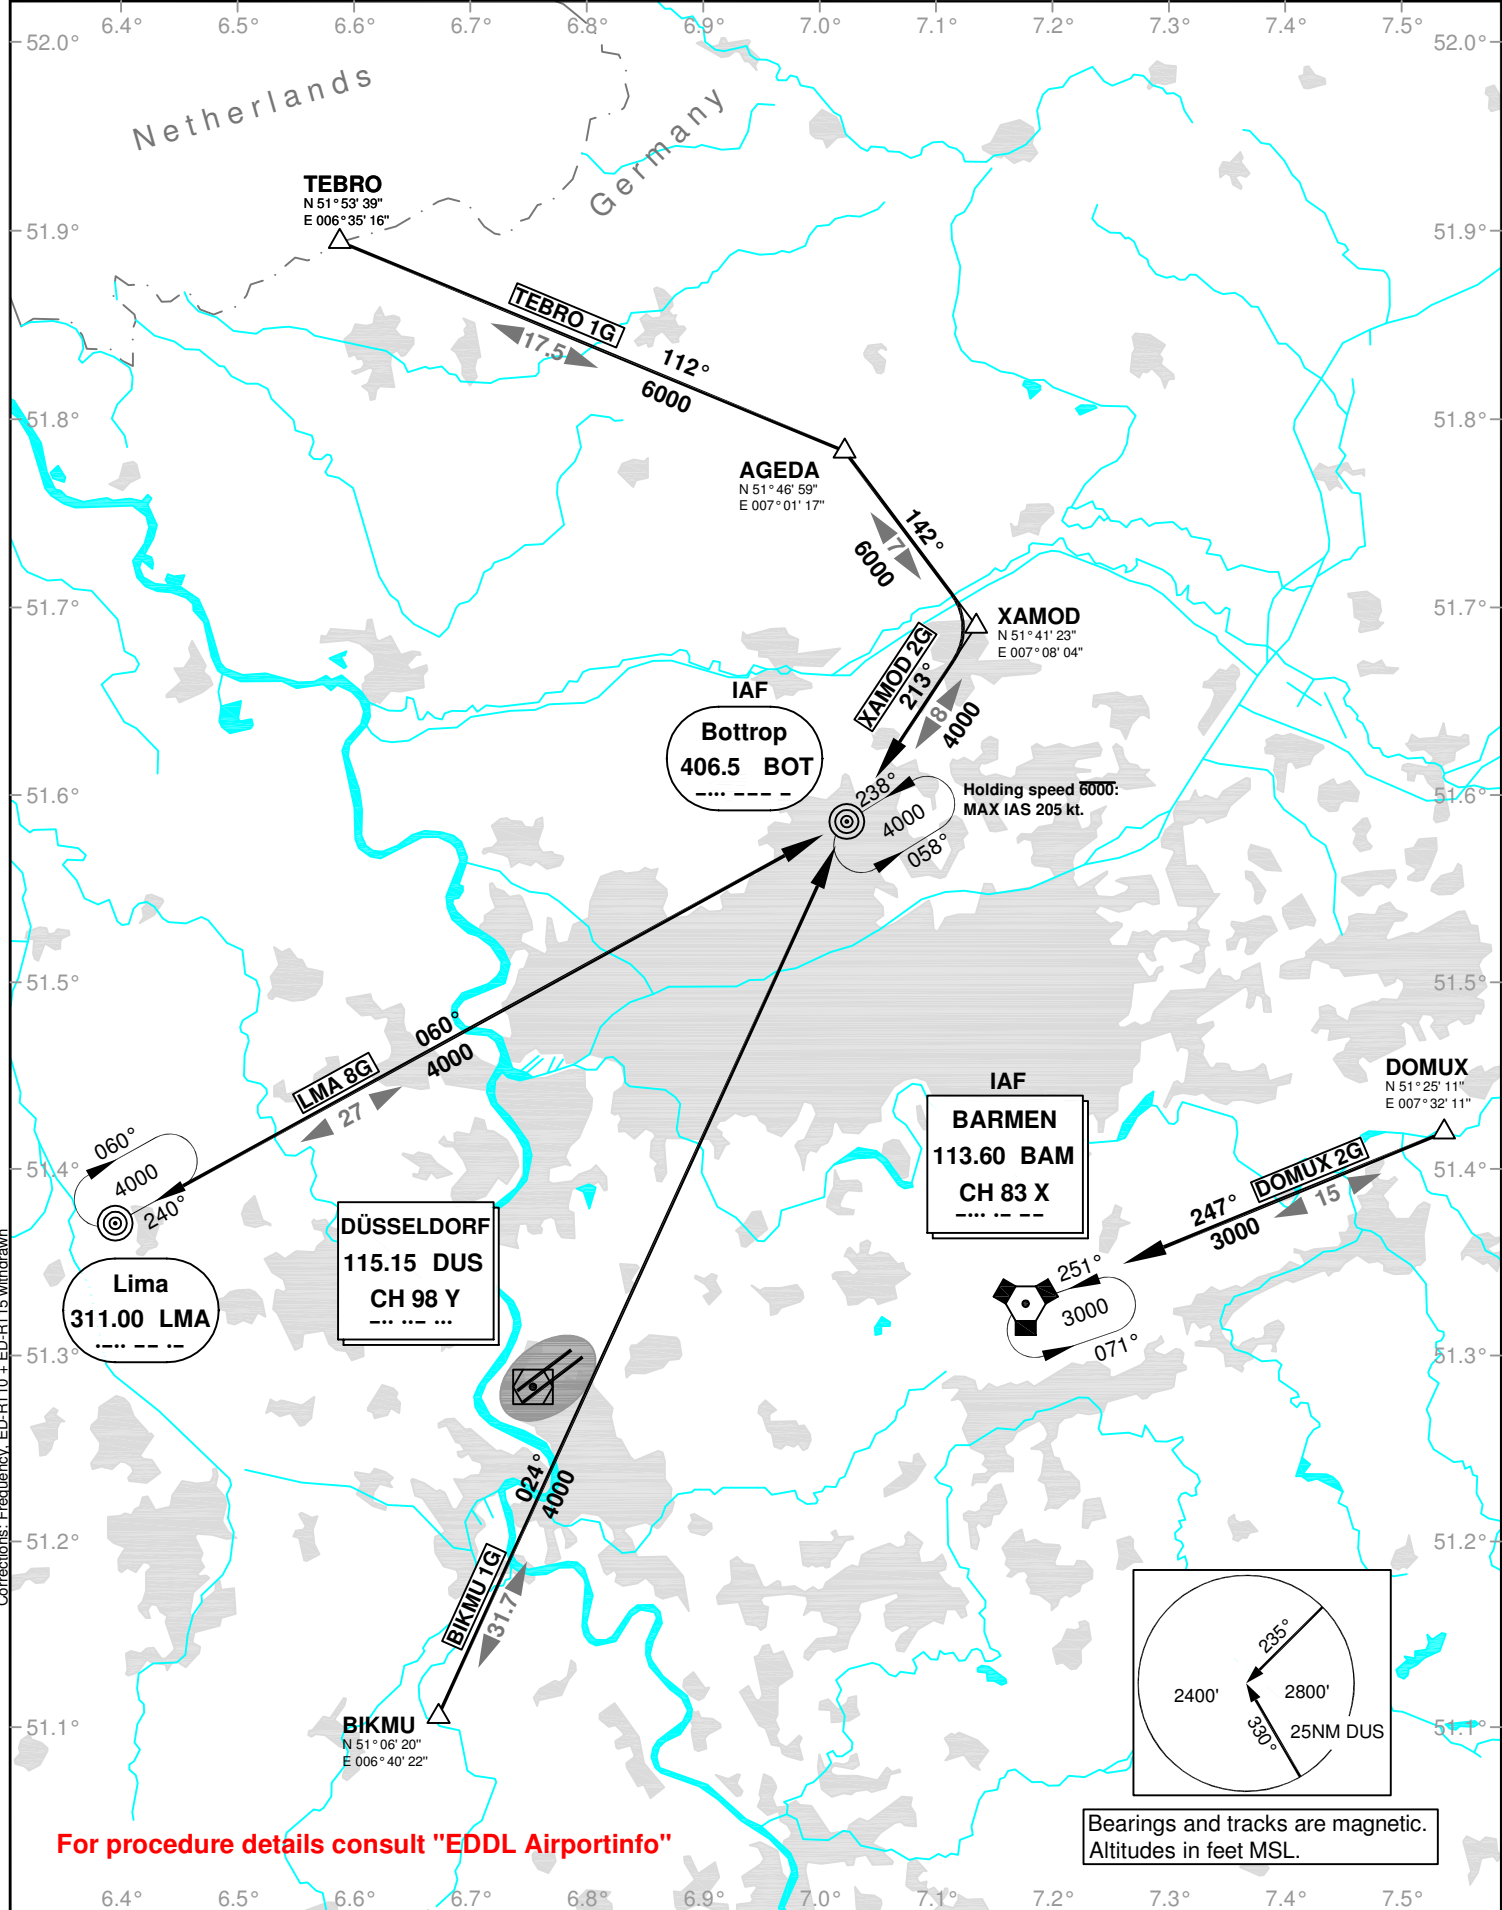 6.4° 6.5° 6.6° 6.7° 6.8° 6.9° 7.0° 7.1° 7.2° 7.3° 7.4° 7.5°
52.0° 52.0°
Netherlands
Germany
TEBRO
N 51° 53' 39"
E 006° 35' 16"
51.9° 51.9°
TEBRO 1G
17.5
112°
6000
51.8° 51.8°
AGEDA
N 51° 46' 59"
E 007° 01' 17"
142°
7
6000
51.7° 51.7°
XAMOD
N 51° 41' 23"
E 007° 08' 04"
XAMOD 2G
213°
8
4000
IAF
Bottrop
406.5 BOT
–··· ––– –
51.6° 51.6°
238°
4000
058°
Holding speed 6000:
MAX IAS 205 kt.
51.5° 51.5°
060°
4000
LMA 8G
27
IAF
BARMEN
113.60 BAM
CH 83 X
–··· ·– ––
DOMUX
N 51° 25' 11"
E 007° 32' 11"
51.4° 51.4°
DOMUX 2G
15
247°
3000
060°
4000
240°
DÜSSELDORF
115.15 DUS
CH 98 Y
–·· ··– ···
Lima
311.00 LMA
·–·· –– ·–
251°
3000
071°
51.3° 51.3°
Corrections: Frequency, ED-R110 + ED-R115 withdrawn
024°
4000
51.2° 51.2°
BIKMU 1G
31.7
235°
2400' 2800'
330°
25NM DUS
51.1° 51.1°
BIKMU
N 51° 06' 20"
E 006° 40' 22"
Bearings and tracks are magnetic.
Altitudes in feet MSL.
For procedure details consult "EDDL Airportinfo"
6.4° 6.5° 6.6° 6.7° 6.8° 6.9° 7.0° 7.1° 7.2° 7.3° 7.4° 7.5°